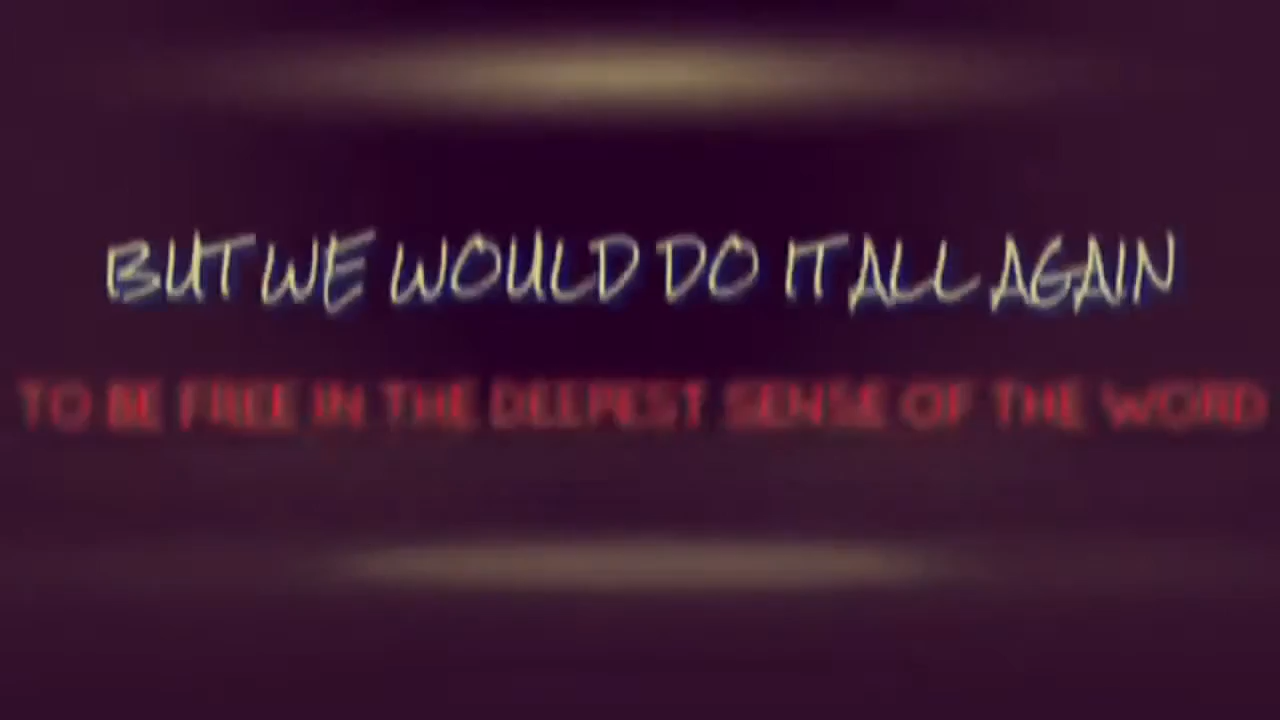 BUT WE WOULD DO IT ALL AGAIN
TO BE FREE IN THE DEEPEST SENSE OF THE WORD